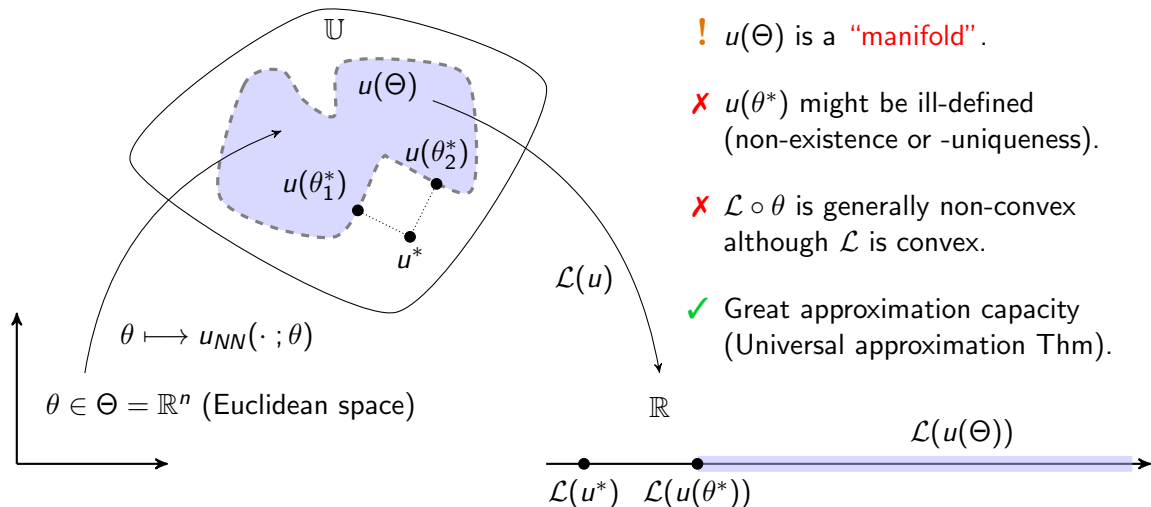 𝕌
u(Θ)
u(θ₂*)
u(θ₁*)
u*
ℒ(u)
θ ⟼ u_NN(· ; θ)
θ ∈ Θ = ℝⁿ (Euclidean space)
! u(Θ) is a “manifold”.
✗ u(θ*) might be ill-defined
(non-existence or -uniqueness).
✗ ℒ ∘ θ is generally non-convex
although ℒ is convex.
✓ Great approximation capacity
(Universal approximation Thm).
ℝ
ℒ(u(Θ))
ℒ(u*) ℒ(u(θ*))